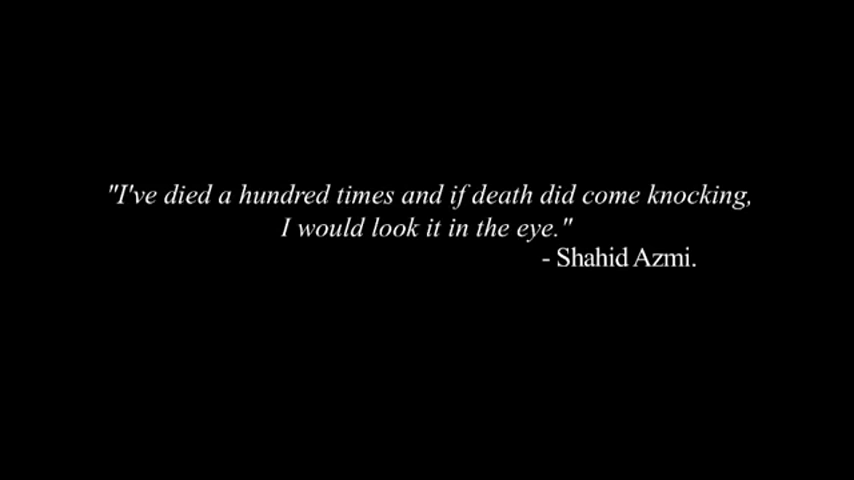 "I've died a hundred times and if death did come knocking,
I would look it in the eye."
- Shahid Azmi.